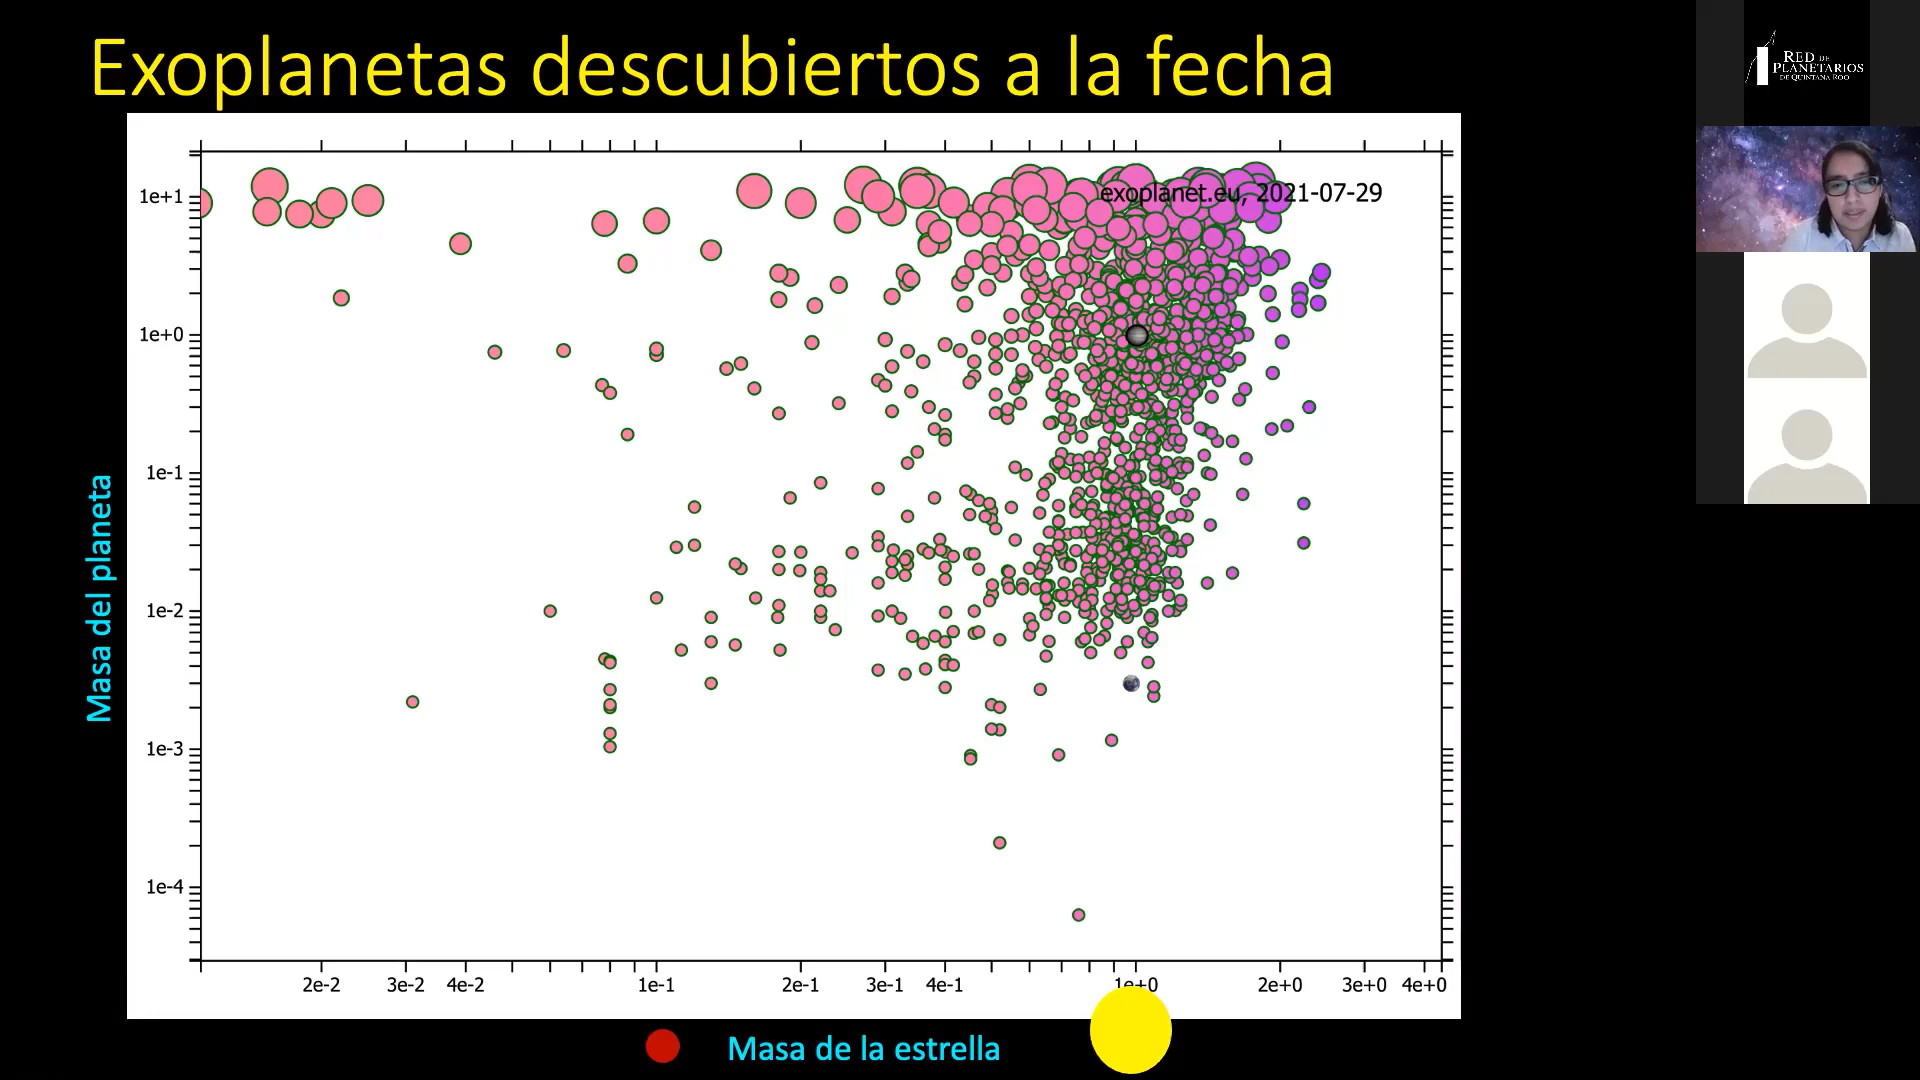 Exoplanetas descubiertos a la fecha
RED DE
PLANETARIOS
DE QUINTANA ROO
exoplanet.eu, 2021-07-29
1e+1
1e+0
1e-1
1e-2
1e-3
1e-4
Masa del planeta
2e-2 3e-2 4e-2 1e-1 2e-1 3e-1 4e-1 1e+0 2e+0 3e+0 4e+0
Masa de la estrella